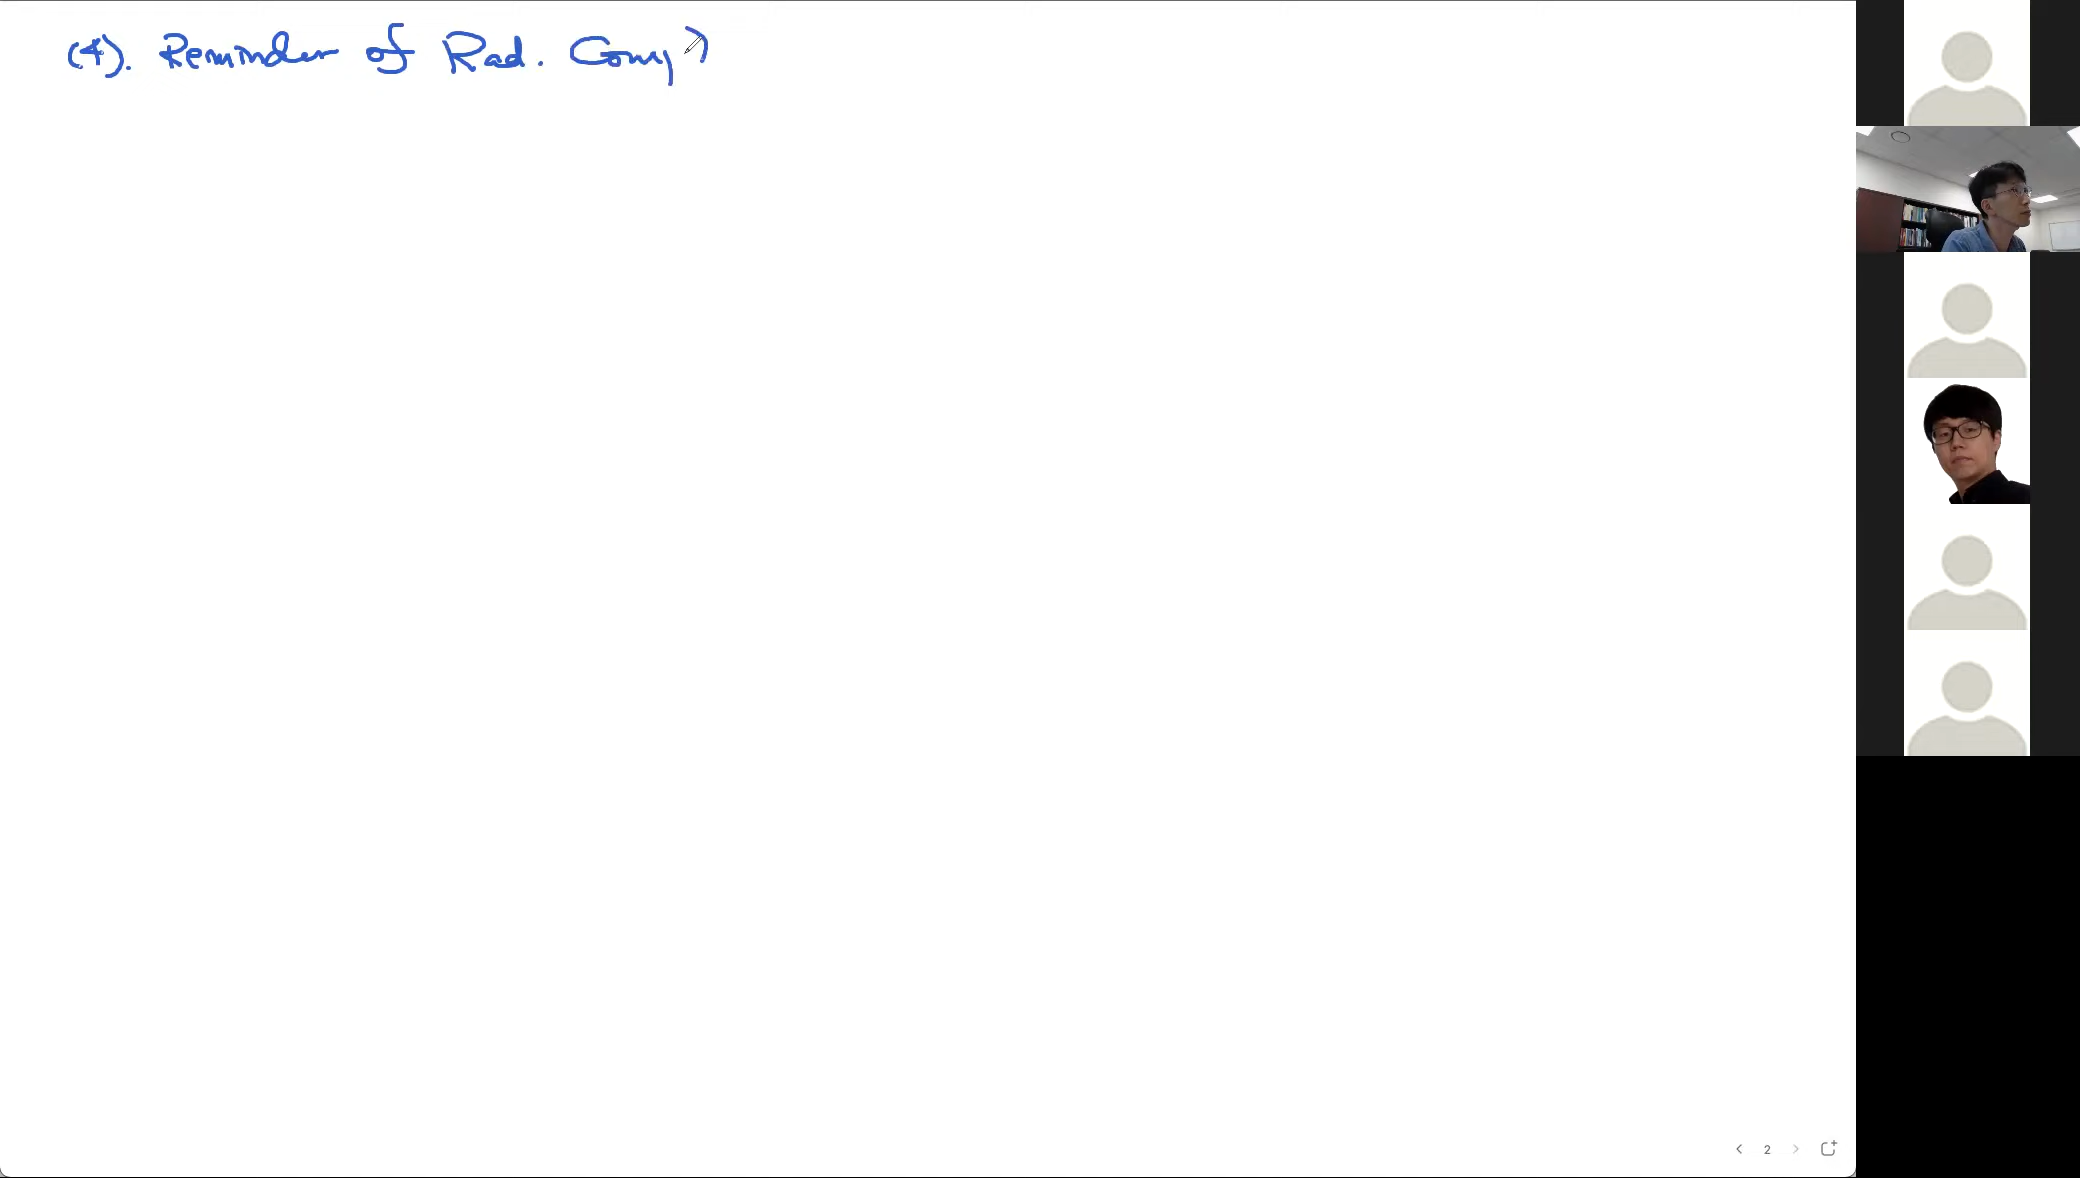 (4). Reminder of Rad. Comp
2